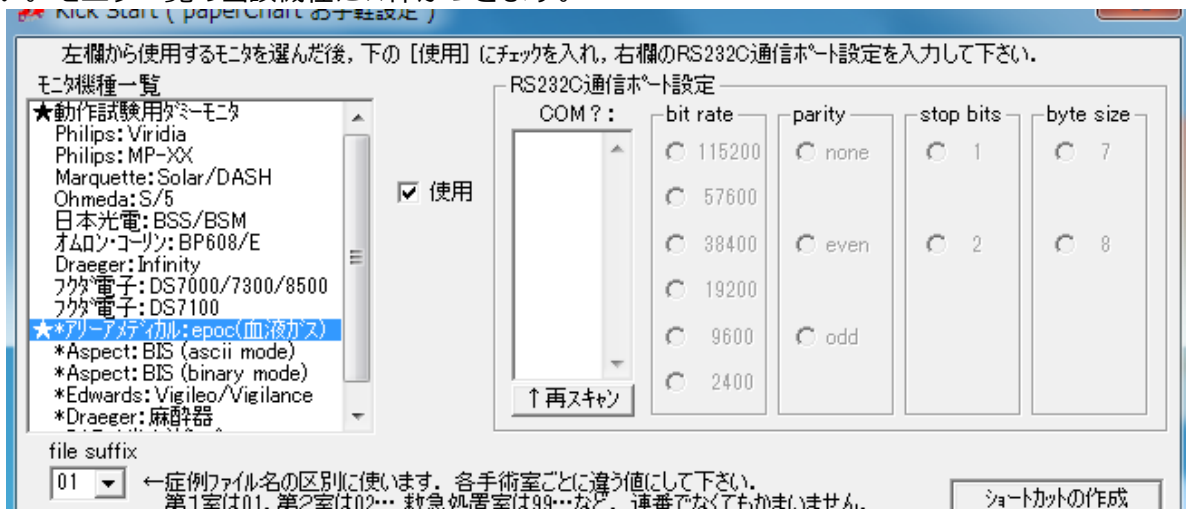 Kick Start ( paperChart お手軽設定 )
左欄から使用するﾓﾆﾀを選んだ後, 下の [使用] にﾁｪｯｸを入れ, 右欄のRS232C通信ﾎﾟｰﾄ設定を入力して下さい.
ﾓﾆﾀ機種一覧
RS232C通信ﾎﾟｰﾄ設定
★動作試験用ﾀﾞﾐｰﾓﾆﾀ
Philips: Viridia
Philips: MP-XX
Marquette: Solar/DASH
Ohmeda: S/5
日本光電: BSS/BSM
ｵﾑﾛﾝ･ｺｰﾘﾝ: BP608/E
Draeger: Infinity
ﾌｸﾀﾞ電子: DS7000/7300/8500
ﾌｸﾀﾞ電子: DS7100
★*ｱﾘｰｱﾒﾃﾞｨｶﾙ: epoc(血液ｶﾞｽ)
*Aspect: BIS (ascii mode)
*Aspect: BIS (binary mode)
*Edwards: Vigileo/Vigilance
*Draeger: 麻酔器
使用
COM ? :
↑再ｽｷｬﾝ
bit rate
115200
57600
38400
19200
9600
2400
parity
none
even
odd
stop bits
1
2
byte size
7
8
file suffix
01
←症例ﾌｧｲﾙ名の区別に使います. 各手術室ごとに違う値にして下さい.
第1室は01, 第2室は02… 救急処置室は99…など, 連番でなくてもかまいません.
ｼｮｰﾄｶｯﾄの作成